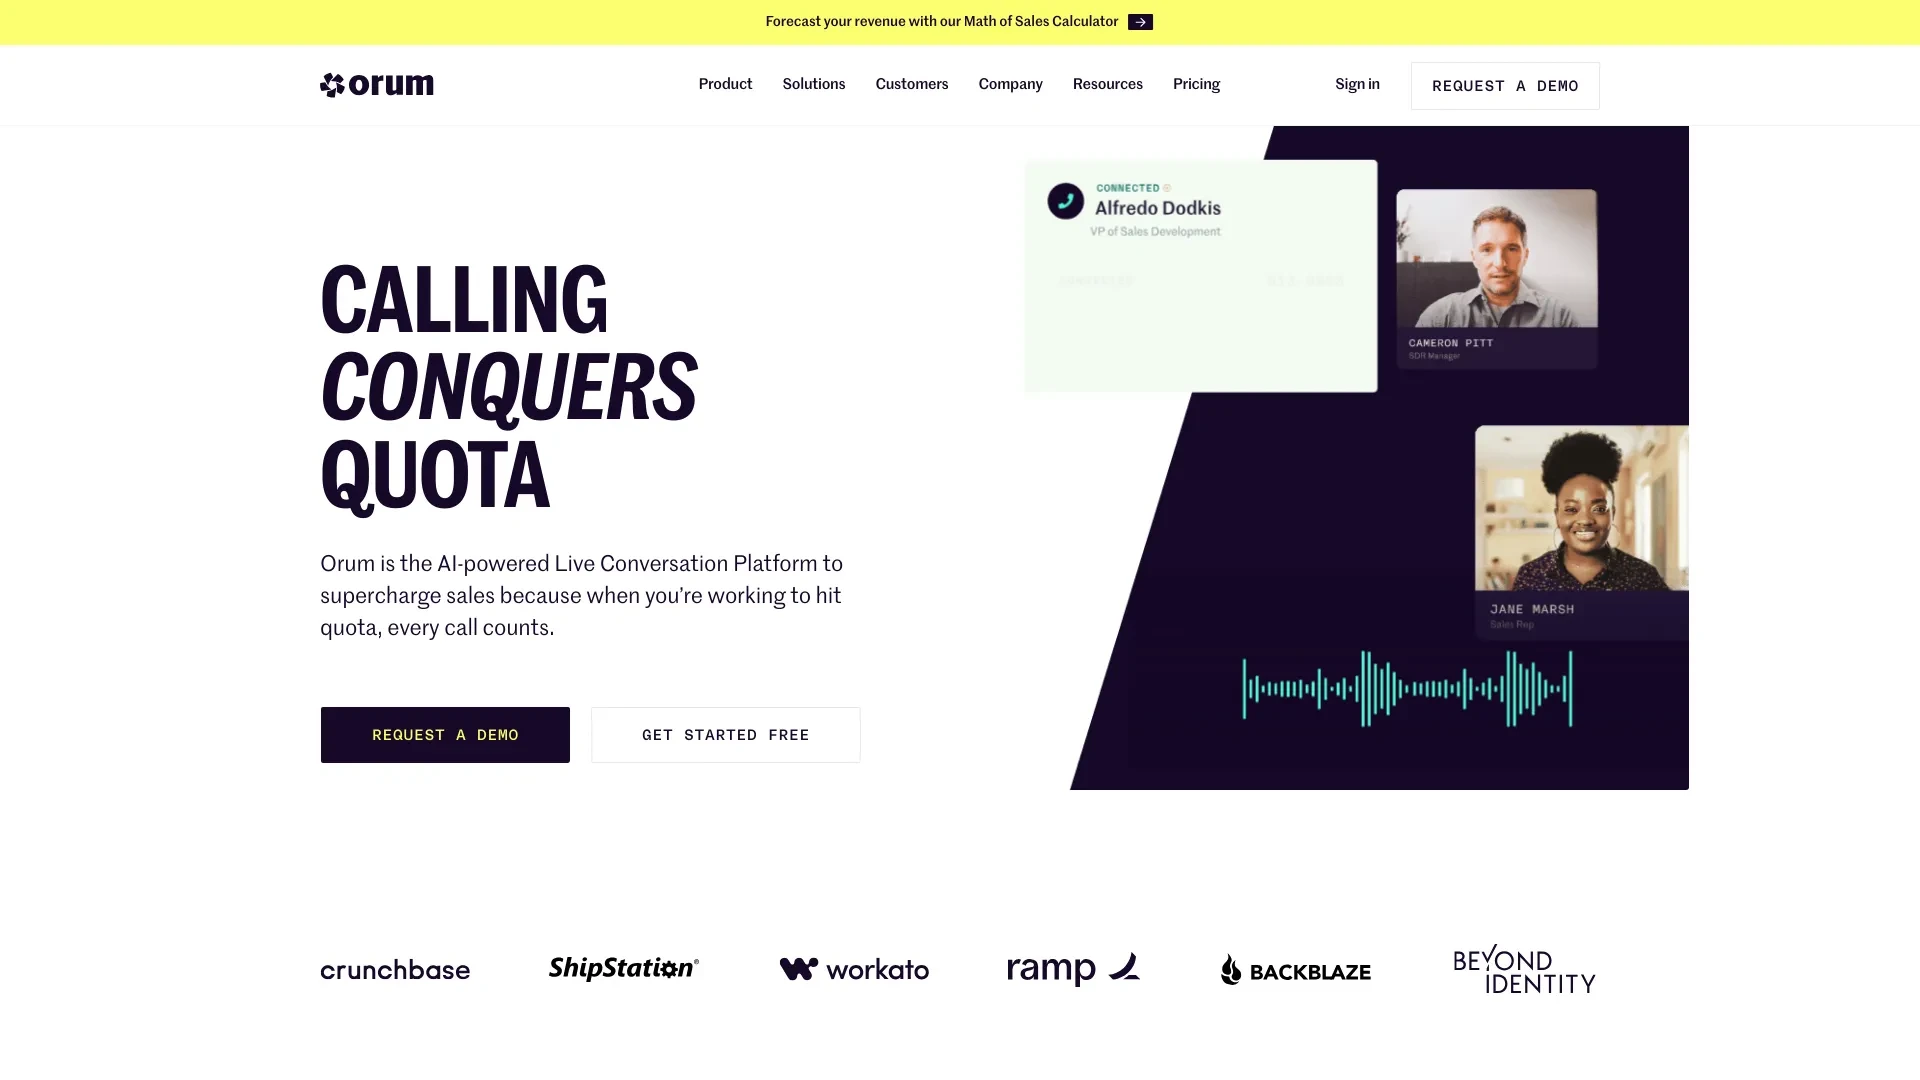 Forecast your revenue with our Math of Sales Calculator
orum
Product
Solutions
Customers
Company
Resources
Pricing
Sign in
REQUEST A DEMO
CONNECTED
Alfredo Dodkis
VP of Sales Development
CAMERON PITT
SDR Manager
CALLING
CONQUERS
QUOTA
Orum is the AI-powered Live Conversation Platform to
supercharge sales because when you’re working to hit
quota, every call counts.
JANE MARSH
Sales Rep
REQUEST A DEMO
GET STARTED FREE
crunchbase
ShipStation®
workato
ramp
BACKBLAZE
BEYOND
IDENTITY